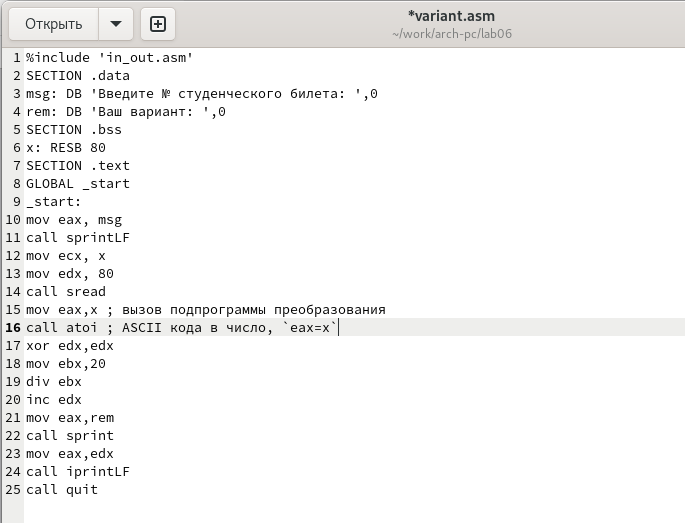 Открыть
*variant.asm
~/work/arch-pc/lab06
1 %include 'in_out.asm'
2 SECTION .data
3 msg: DB 'Введите № студенческого билета: ',0
4 rem: DB 'Ваш вариант: ',0
5 SECTION .bss
6 x: RESB 80
7 SECTION .text
8 GLOBAL _start
9 _start:
10 mov eax, msg
11 call sprintLF
12 mov ecx, x
13 mov edx, 80
14 call sread
15 mov eax,x ; вызов подпрограммы преобразования
16 call atoi ; ASCII кода в число, `eax=x`
17 xor edx,edx
18 mov ebx,20
19 div ebx
20 inc edx
21 mov eax,rem
22 call sprint
23 mov eax,edx
24 call iprintLF
25 call quit